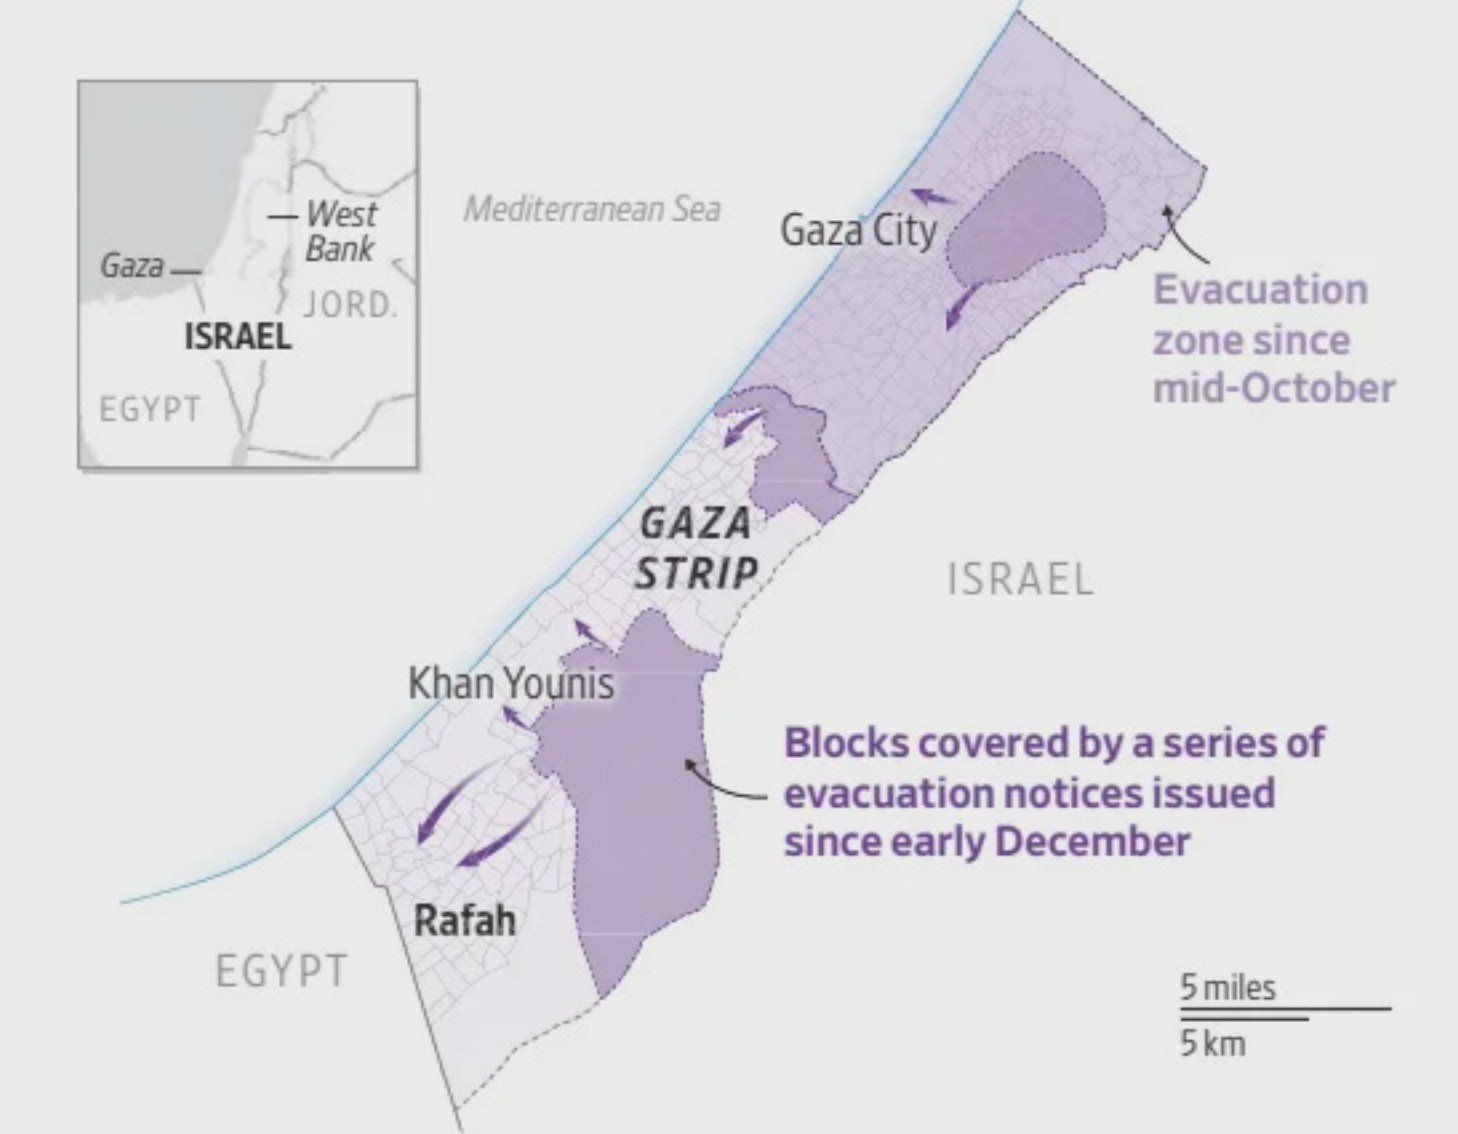 Gaza
West
Bank
JORD.
ISRAEL
EGYPT
Mediterranean Sea
Gaza City
Evacuation
zone since
mid-October
GAZA
STRIP
ISRAEL
Khan Younis
Blocks covered by a series of
evacuation notices issued
since early December
Rafah
EGYPT
5 miles
5 km